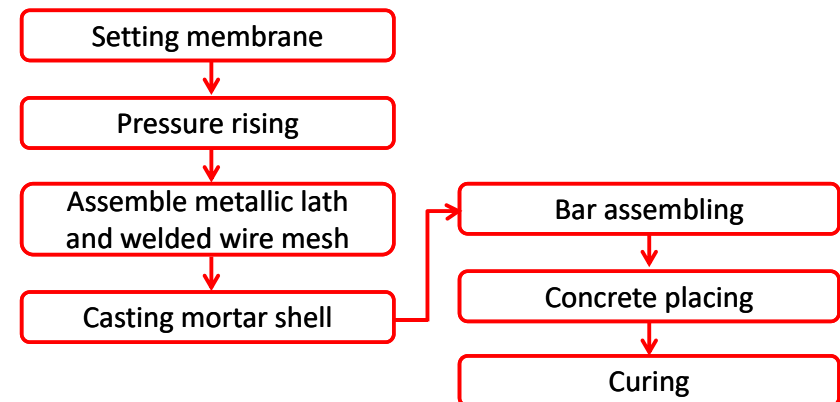 Setting membrane
Pressure rising
Assemble metallic lath
and welded wire mesh
Casting mortar shell
Bar assembling
Concrete placing
Curing